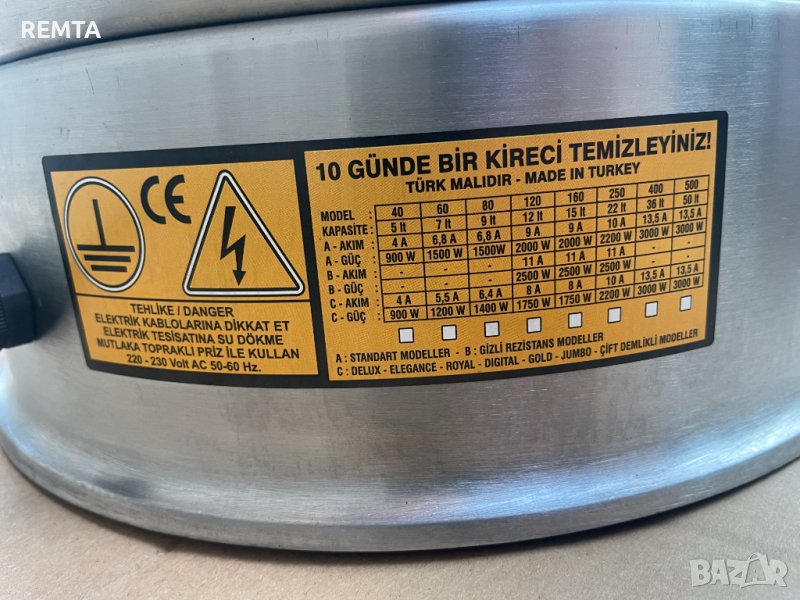 REMTA
CE
TEHLİKE / DANGER
ELEKTRİK KABLOLARINA DİKKAT ET
ELEKTRİK TESİSATINA SU DÖKME
MUTLAKA TOPRAKLI PRİZ İLE KULLAN
220 - 230 Volt AC 50-60 Hz.
10 GÜNDE BİR KİRECİ TEMİZLEYİNİZ!
TÜRK MALIDIR - MADE IN TURKEY
MODEL : 40 60 80 120 160 250 400 500
KAPASİTE : 5 lt 7 lt 9 lt 12 lt 15 lt 22 lt 36 lt 50 lt
A - AKIM : 4 A 6,8 A 6,8 A 9 A 9 A 10 A 13,5 A 13,5 A
A - GÜÇ : 900 W 1500 W 1500W 2000 W 2000 W 2200 W 3000 W 3000 W
B - AKIM : - - - 11 A 11 A 11 A - -
B - GÜÇ : - - - 2500 W 2500 W 2500W - -
C - AKIM : 4 A 5,5 A 6,4 A 8 A 8 A 10 A 13,5 A 13,5 A
C - GÜÇ : 900 W 1200 W 1400 W 1750 W 1750 W 2200 W 3000 W 3000 W
A : STANDART MODELLER - B : GİZLİ REZİSTANS MODELLER
C : DELUX - ELEGANCE - ROYAL - DIGITAL - GOLD - JUMBO - ÇİFT DEMLİKLİ MODELLER
BAZAR